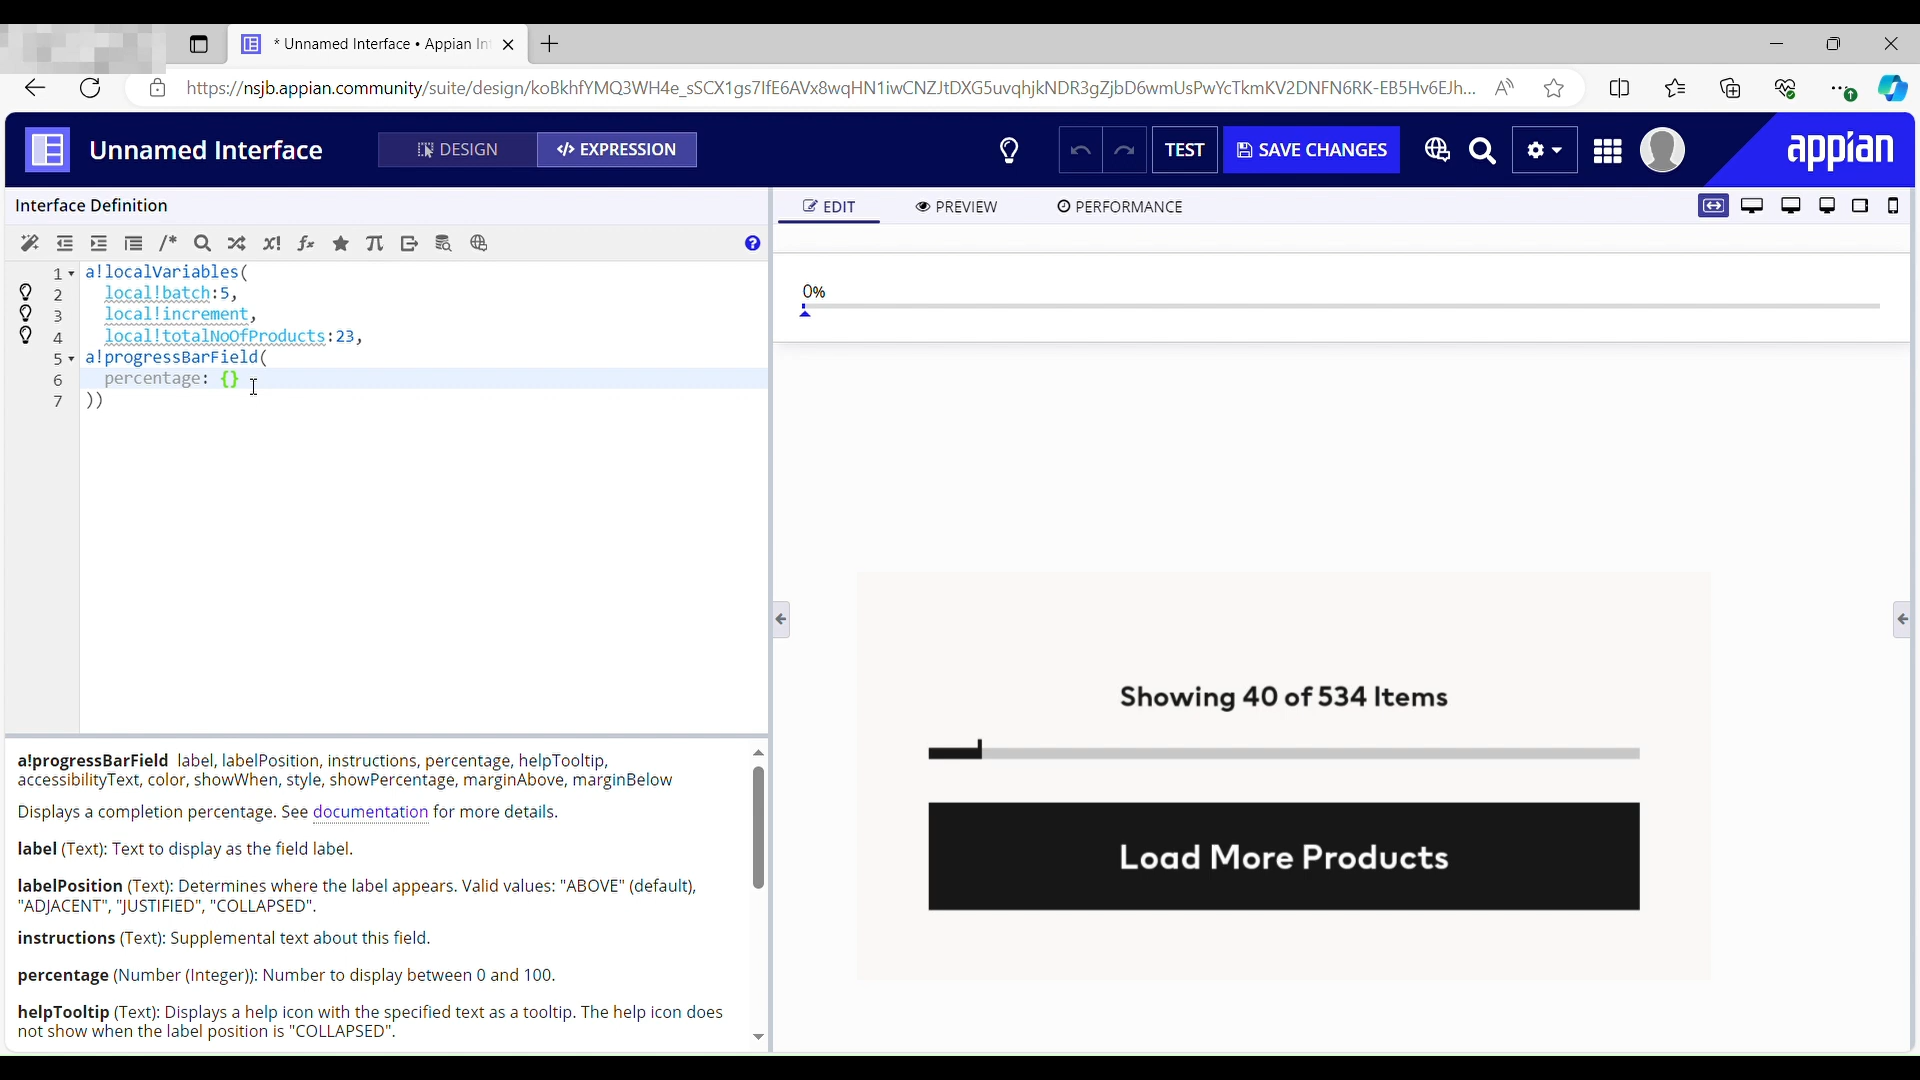 * Unnamed Interface • Appian Int
https://nsjb.appian.community/suite/design/koBkhfYMQ3WH4e_sSCX1gs7IfE6AVx8wqHN1iwCNZJtDXG5uvqhjkNDR3gZjbD6wmUsPwYcTkmKV2DNFN6RK-EB5Hv6EJh...
Unnamed Interface
DESIGN
</> EXPRESSION
TEST
SAVE CHANGES
appian
Interface Definition
EDIT
PREVIEW
PERFORMANCE
1 a!localVariables(
2 local!batch:5,
3 local!increment,
4 local!totalNoOfProducts:23,
5 a!progressBarField(
6 percentage: {}
7 ))
0%
Showing 40 of 534 Items
Load More Products
a!progressBarField label, labelPosition, instructions, percentage, helpTooltip,
accessibilityText, color, showWhen, style, showPercentage, marginAbove, marginBelow
Displays a completion percentage. See documentation for more details.
label (Text): Text to display as the field label.
labelPosition (Text): Determines where the label appears. Valid values: "ABOVE" (default),
"ADJACENT", "JUSTIFIED", "COLLAPSED".
instructions (Text): Supplemental text about this field.
percentage (Number (Integer)): Number to display between 0 and 100.
helpTooltip (Text): Displays a help icon with the specified text as a tooltip. The help icon does
not show when the label position is "COLLAPSED".